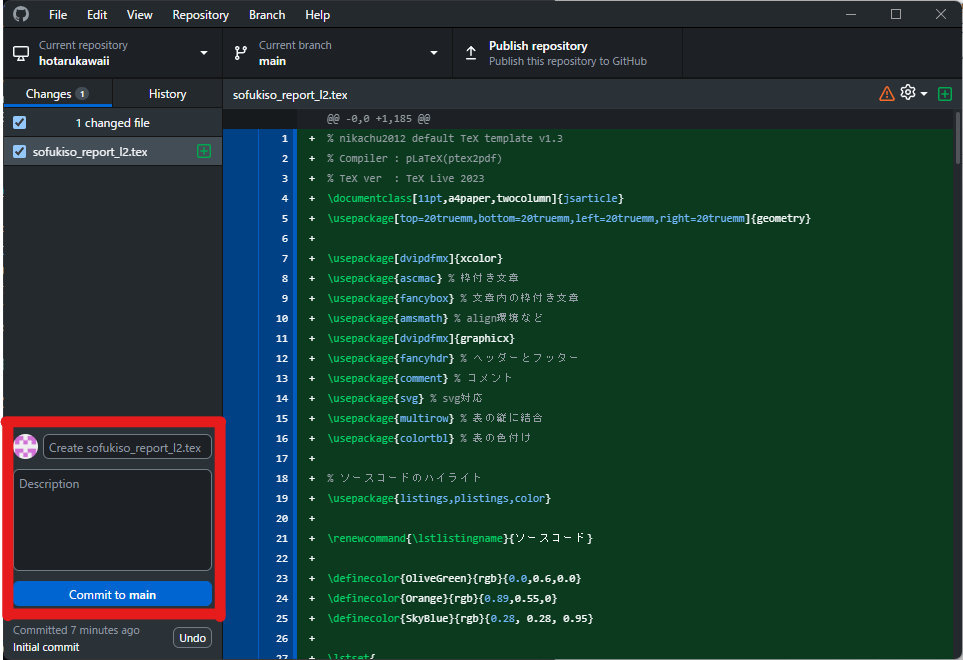 File Edit View Repository Branch Help
Current repository
hotarukawaii
Current branch
main
Publish repository
Publish this repository to GitHub
Changes 1 History
1 changed file
sofukiso_report_l2.tex
Create sofukiso_report_l2.tex
Description
Commit to main
Committed 7 minutes ago
Initial commit
Undo
sofukiso_report_l2.tex
@@ -0,0 +1,185 @@
1 + % nikachu2012 default TeX template v1.3
2 + % Compiler : pLaTeX(ptex2pdf)
3 + % TeX ver  : TeX Live 2023
4 + \documentclass[11pt,a4paper,twocolumn]{jsarticle}
5 + \usepackage[top=20truemm,bottom=20truemm,left=20truemm,right=20truemm]{geometry}
6 +
7 + \usepackage[dvipdfmx]{xcolor}
8 + \usepackage{ascmac} % 枠付き文章
9 + \usepackage{fancybox} % 文章内の枠付き文章
10 + \usepackage{amsmath} % align環境など
11 + \usepackage[dvipdfmx]{graphicx}
12 + \usepackage{fancyhdr} % ヘッダーとフッター
13 + \usepackage{comment} % コメント
14 + \usepackage{svg} % svg対応
15 + \usepackage{multirow} % 表の縦に結合
16 + \usepackage{colortbl} % 表の色付け
17 +
18 + % ソースコードのハイライト
19 + \usepackage{listings,plistings,color}
20 +
21 + \renewcommand{\lstlistingname}{ソースコード}
22 +
23 + \definecolor{OliveGreen}{rgb}{0.0,0.6,0.0}
24 + \definecolor{Orange}{rgb}{0.89,0.55,0}
25 + \definecolor{SkyBlue}{rgb}{0.28, 0.28, 0.95}
26 +
27 + \lstset{